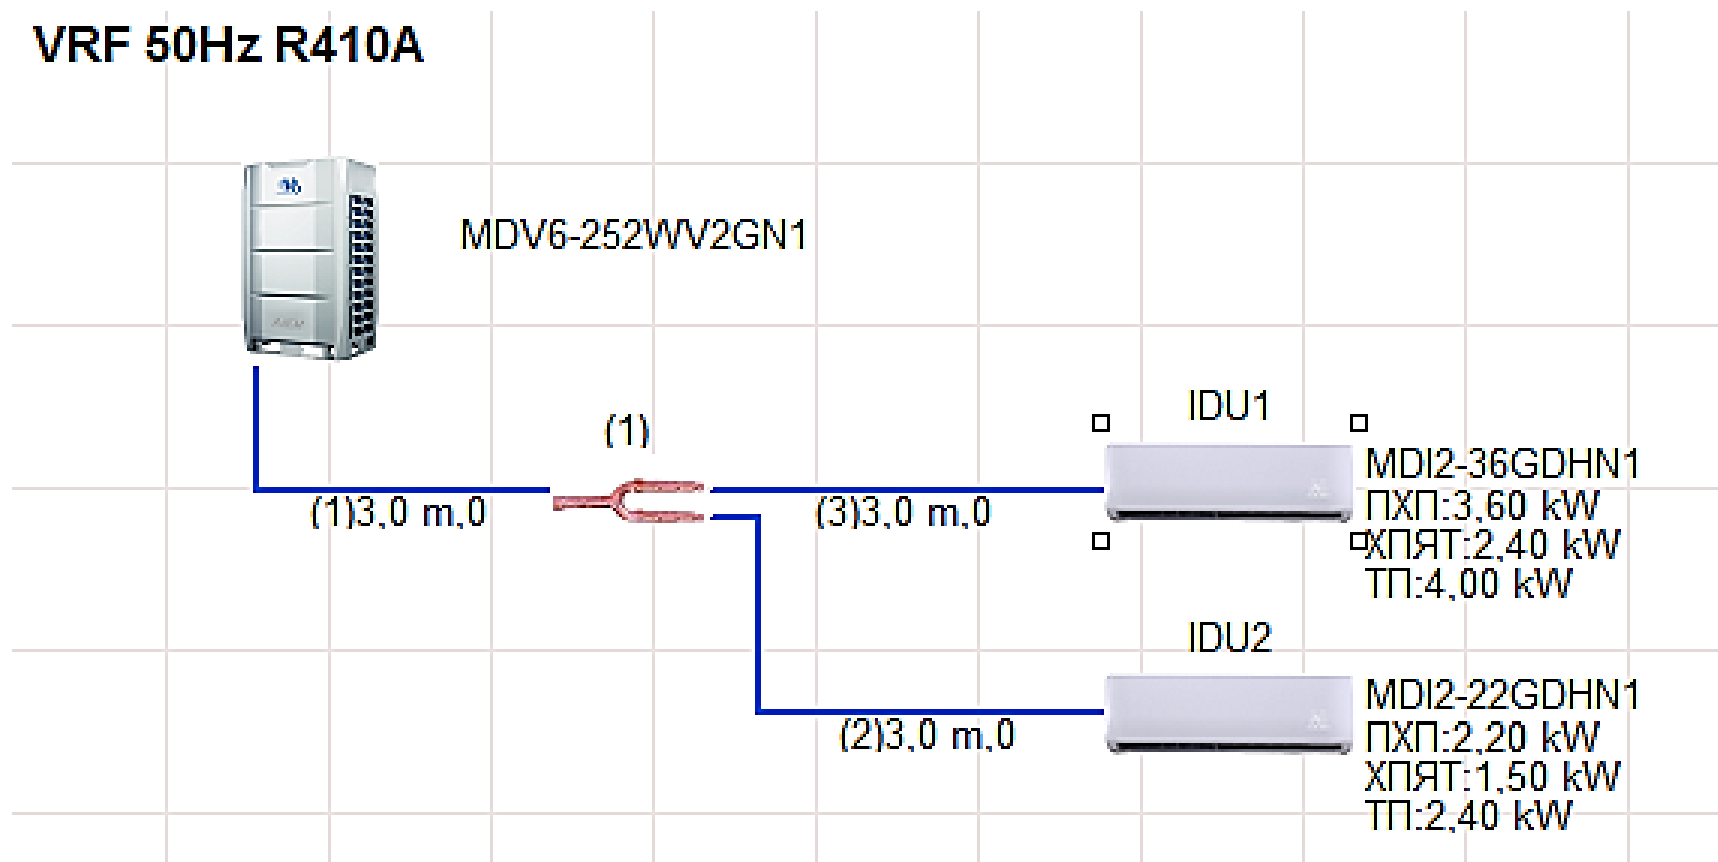 VRF 50Hz R410A
MDV6-252WV2GN1
(1)
(1)3,0 m,0
(3)3,0 m,0
IDU1
MDI2-36GDHN1
ПХП:3,60 kW
ХПЯТ:2,40 kW
ТП:4,00 kW
IDU2
(2)3,0 m,0
MDI2-22GDHN1
ПХП:2,20 kW
ХПЯТ:1,50 kW
ТП:2,40 kW